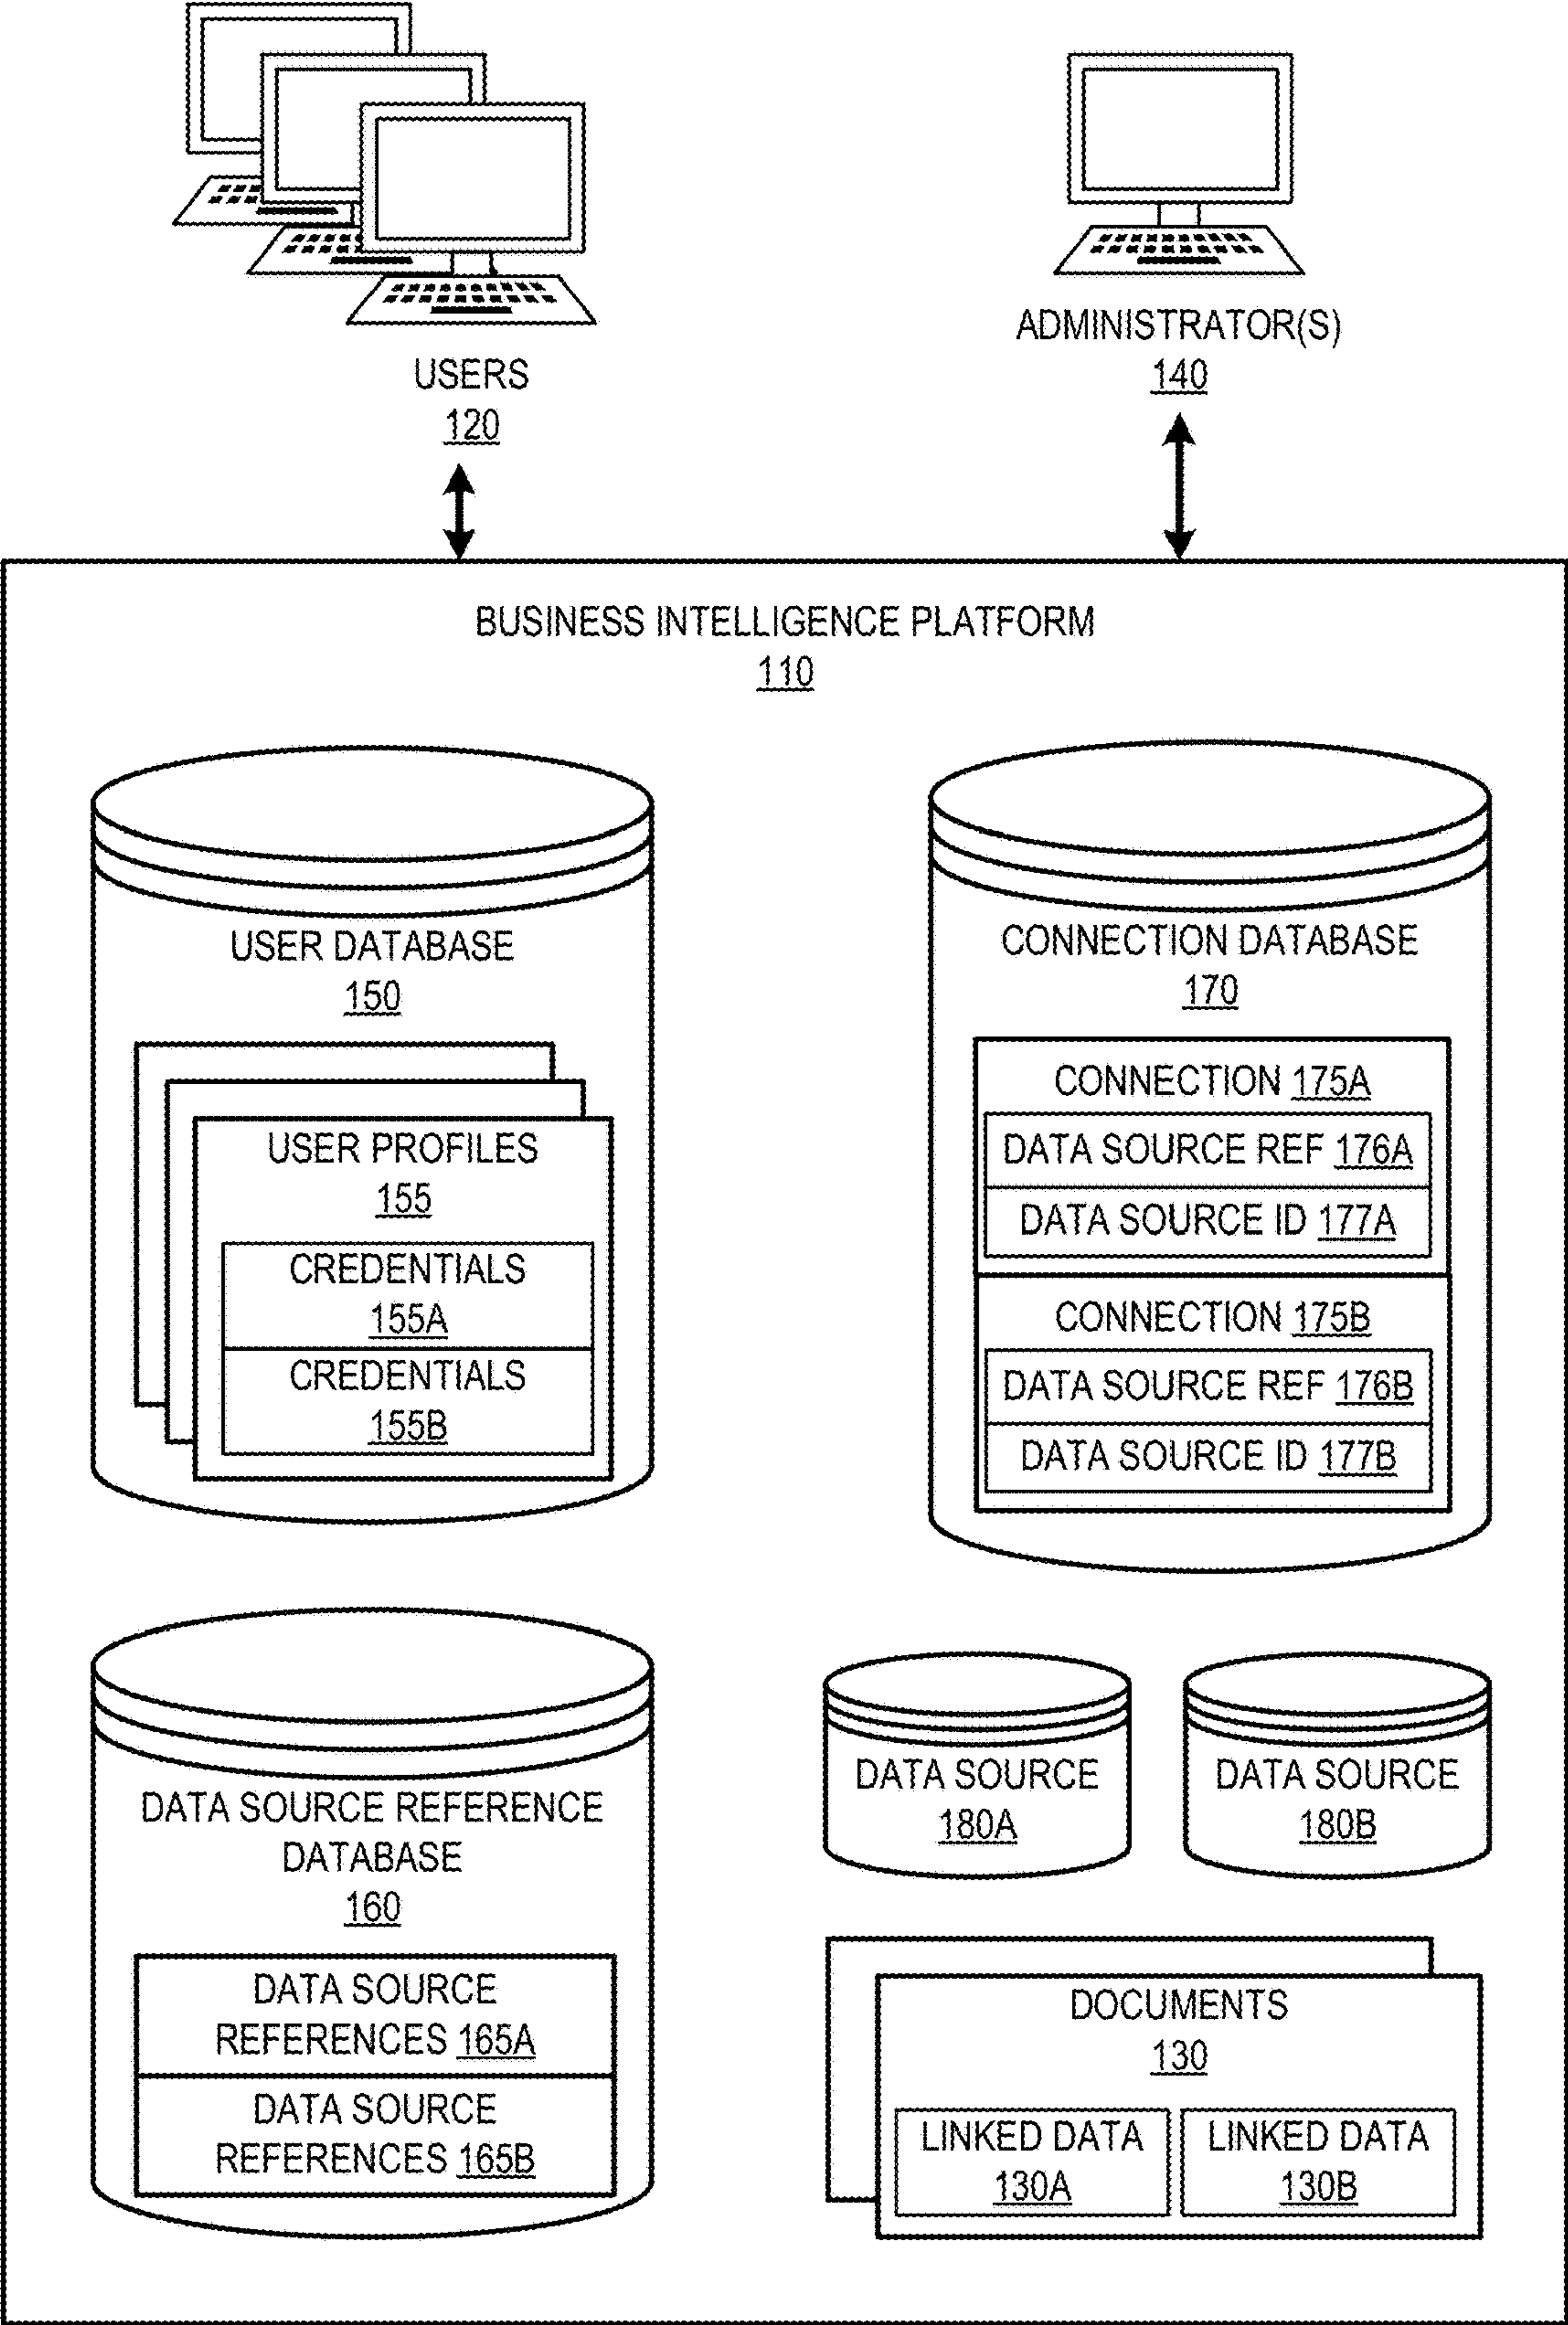 USERS
120
ADMINISTRATOR(S)
140
BUSINESS INTELLIGENCE PLATFORM
110
USER DATABASE
150
USER PROFILES
155
CREDENTIALS
155A
CREDENTIALS
155B
CONNECTION DATABASE
170
CONNECTION 175A
DATA SOURCE REF 176A
DATA SOURCE ID 177A
CONNECTION 175B
DATA SOURCE REF 176B
DATA SOURCE ID 177B
DATA SOURCE REFERENCE
DATABASE
160
DATA SOURCE
REFERENCES 165A
DATA SOURCE
REFERENCES 165B
DATA SOURCE
180A
DATA SOURCE
180B
DOCUMENTS
130
LINKED DATA
130A
LINKED DATA
130B